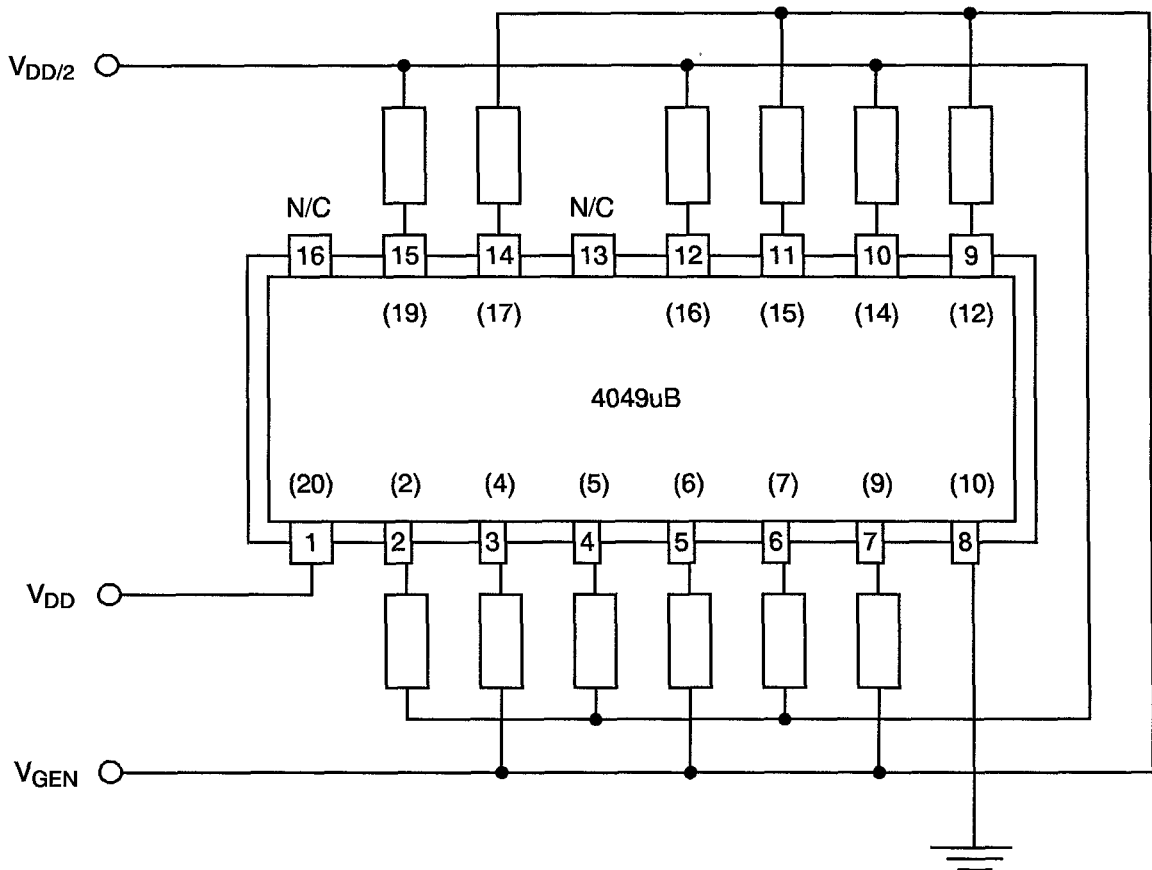 V_DD/2
N/C N/C
16 15 14 13 12 11 10 9
(19) (17) (16) (15) (14) (12)
4049uB
(20) (2) (4) (5) (6) (7) (9) (10)
1 2 3 4 5 6 7 8
V_DD
V_GEN